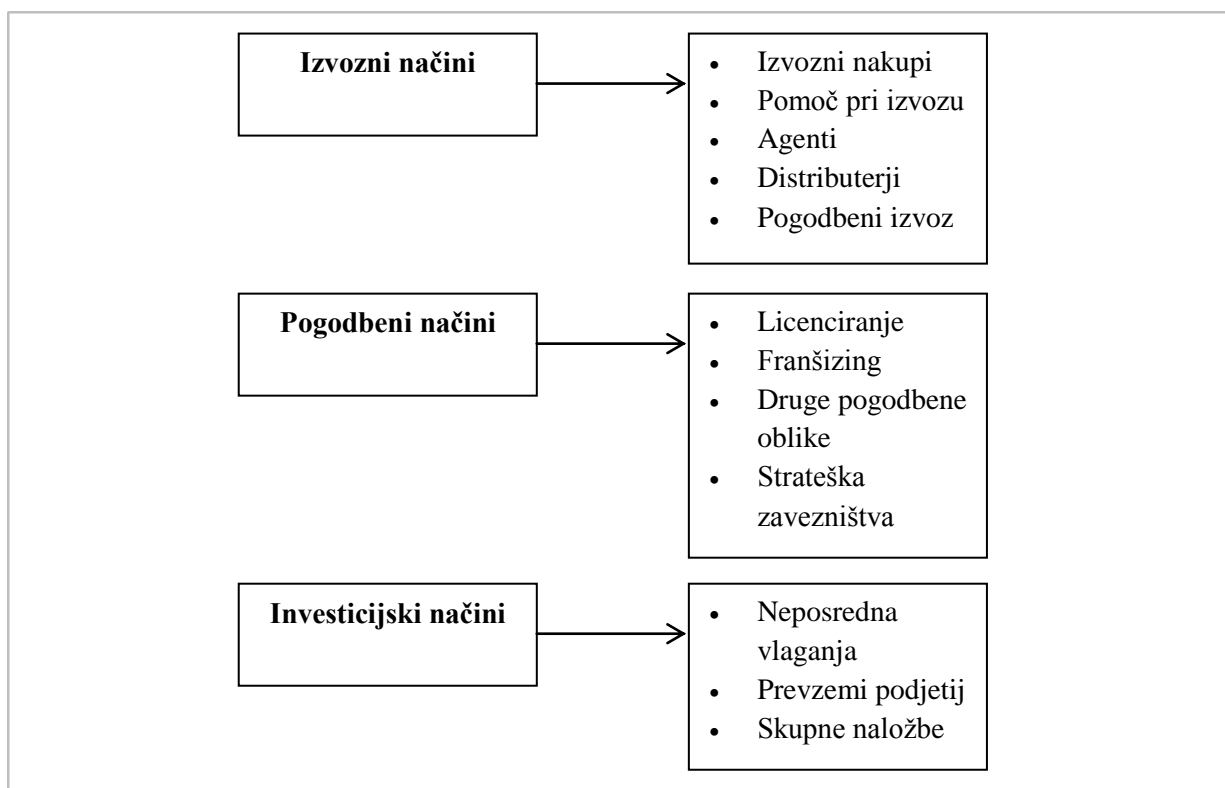 Izvozni načini
• Izvozni nakupi
• Pomoč pri izvozu
• Agenti
• Distributerji
• Pogodbeni izvoz
Pogodbeni načini
• Licenciranje
• Franšizing
• Druge pogodbene
oblike
• Strateška
zavezništva
Investicijski načini
• Neposredna
vlaganja
• Prevzemi podjetij
• Skupne naložbe